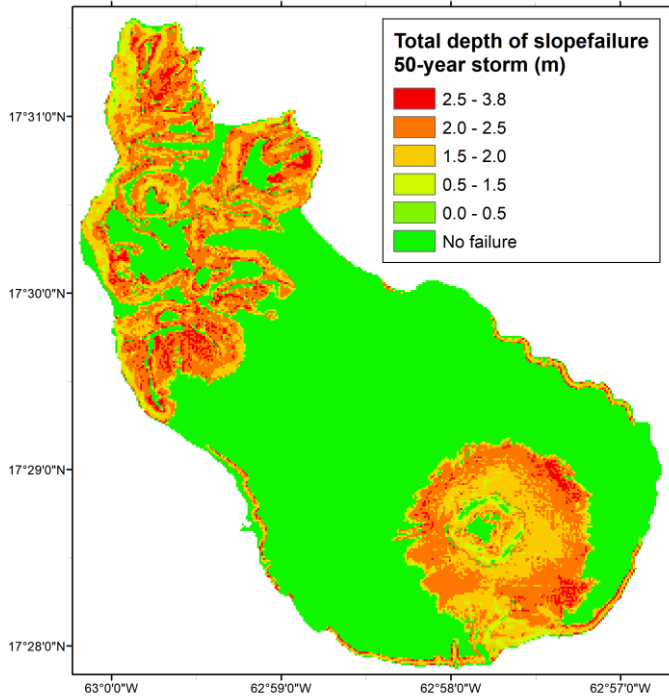 Total depth of slopefailure
50-year storm (m)
2.5 - 3.8
2.0 - 2.5
1.5 - 2.0
0.5 - 1.5
0.0 - 0.5
No failure
17°31'0"N
17°30'0"N
17°29'0"N
17°28'0"N
63°0'0"W
62°59'0"W
62°58'0"W
62°57'0"W